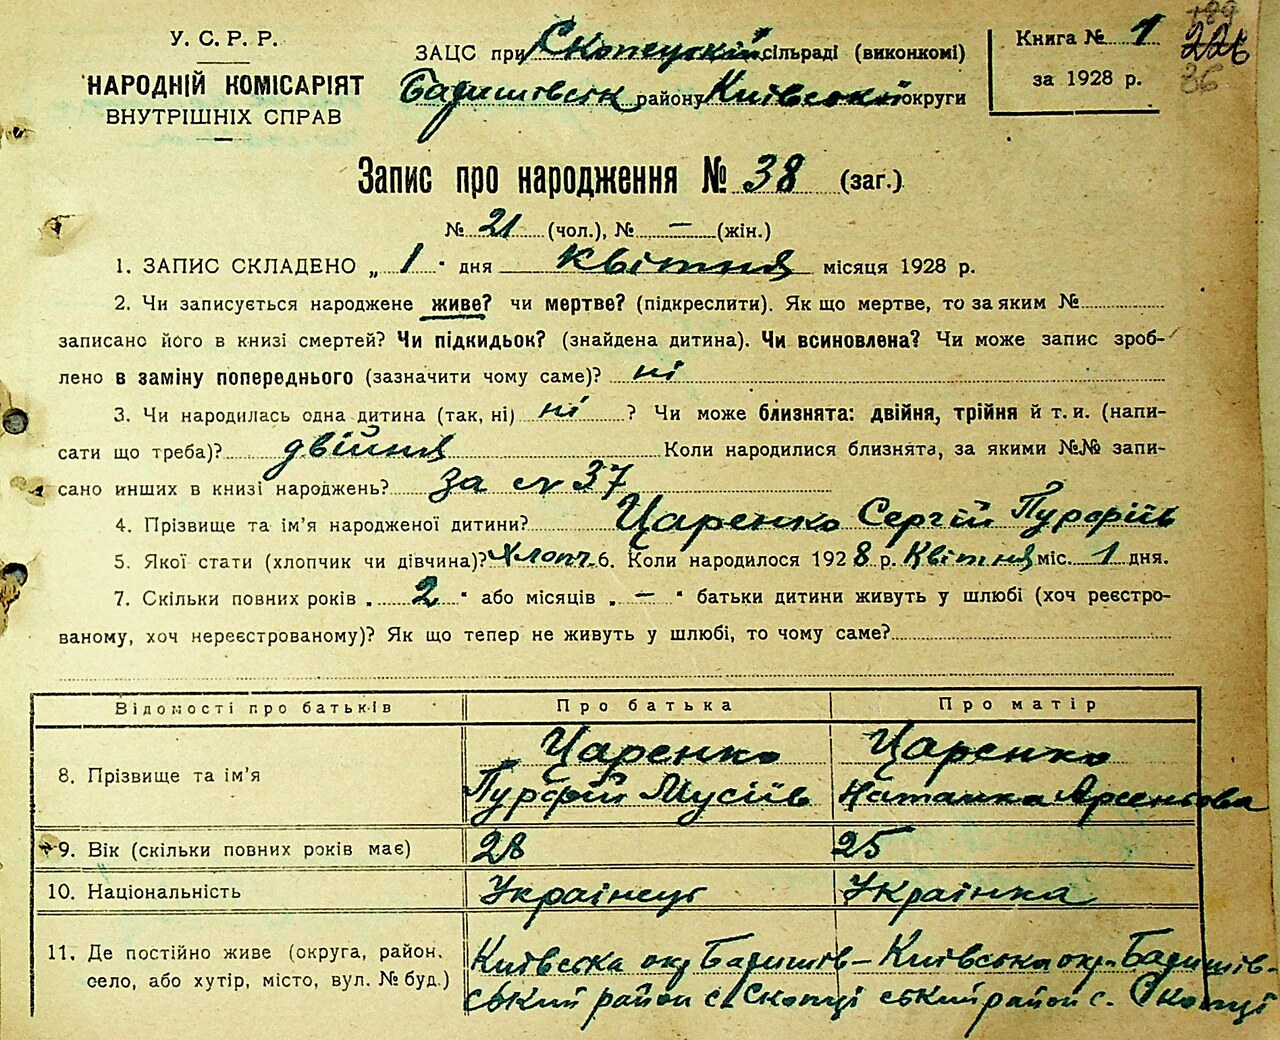 У. С. Р. Р.
НАРОДНІЙ КОМІСАРІЯТ
ВНУТРІШНІХ СПРАВ
ЗАЦС при Скопецкій сільраді (виконкомі)
Баришівськ району Київської округи
Книга № 1
за 1928 р.
226
36
Запис про народження № 38 (заг.)
№ 21 (чол.), № — (жін.)
1. ЗАПИС СКЛАДЕНО „ 1 " дня квітня місяця 1928 р.
2. Чи записується народжене живе? чи мертве? (підкреслити). Як що мертве, то за яким №
записано його в книзі смертей? Чи підкидьок? (знайдена дитина). Чи всиновлена? Чи може запис зроб-
лено в заміну попереднього (зазначити чому саме)? ні
3. Чи народилась одна дитина (так, ні) ні ? Чи може близнята: двійня, трійня й т. и. (напи-
сати що треба)? двійня Коли народилися близнята, за якими №№ запи-
сано инших в книзі народжень? за № 37
4. Прізвище та ім'я народженої дитини? Царенко Сергій Пурфіїв
5. Якої стати (хлопчик чи дівчина)? Хлопч. 6. Коли народилося 1928 р. Квітня міс. 1 дня.
7. Скільки повних років „ 2 " або місяців „ — " батьки дитини живуть у шлюбі (хоч реєстро-
ваному, хоч нереєстрованому)? Як що тепер не живуть у шлюбі, то чому саме?
Відомості про батьків Про батька Про матір
8. Прізвище та ім'я
Царенко
Пурфій Мусіїв
Царенко
Наталка Арсентова
9. Вік (скільки повних років має) 28 25
10. Національність Українець Українка
11. Де постійно живе (округа, район.
село, або хутір, місто, вул. № буд.)
Київська окр Баришів-
ський район с. Скопці
Київська окр. Баришів-
ський район с. Скопці